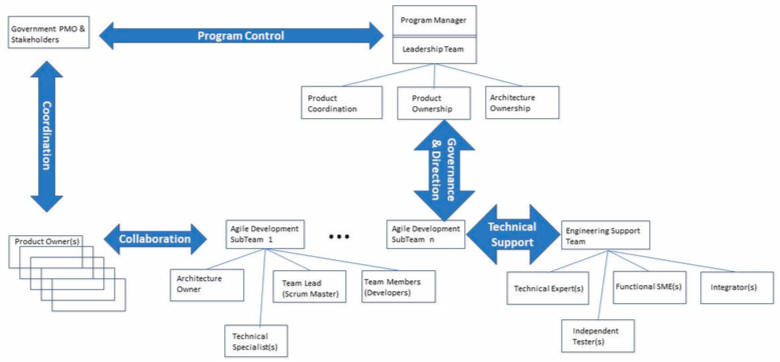 Government PMO &
Stakeholders
Program Control
Program Manager
Leadership Team
Product
Coordination
Product
Ownership
Architecture
Ownership
Coordination
Governance
& Direction
Product Owner(s)
Collaboration
Agile Development
SubTeam 1
...
Agile Development
SubTeam n
Technical
Support
Engineering Support
Team
Architecture
Owner
Team Lead
(Scrum Master)
Team Members
(Developers)
Technical
Specialist(s)
Technical Expert(s)
Functional SME(s)
Integrator(s)
Independent
Tester(s)